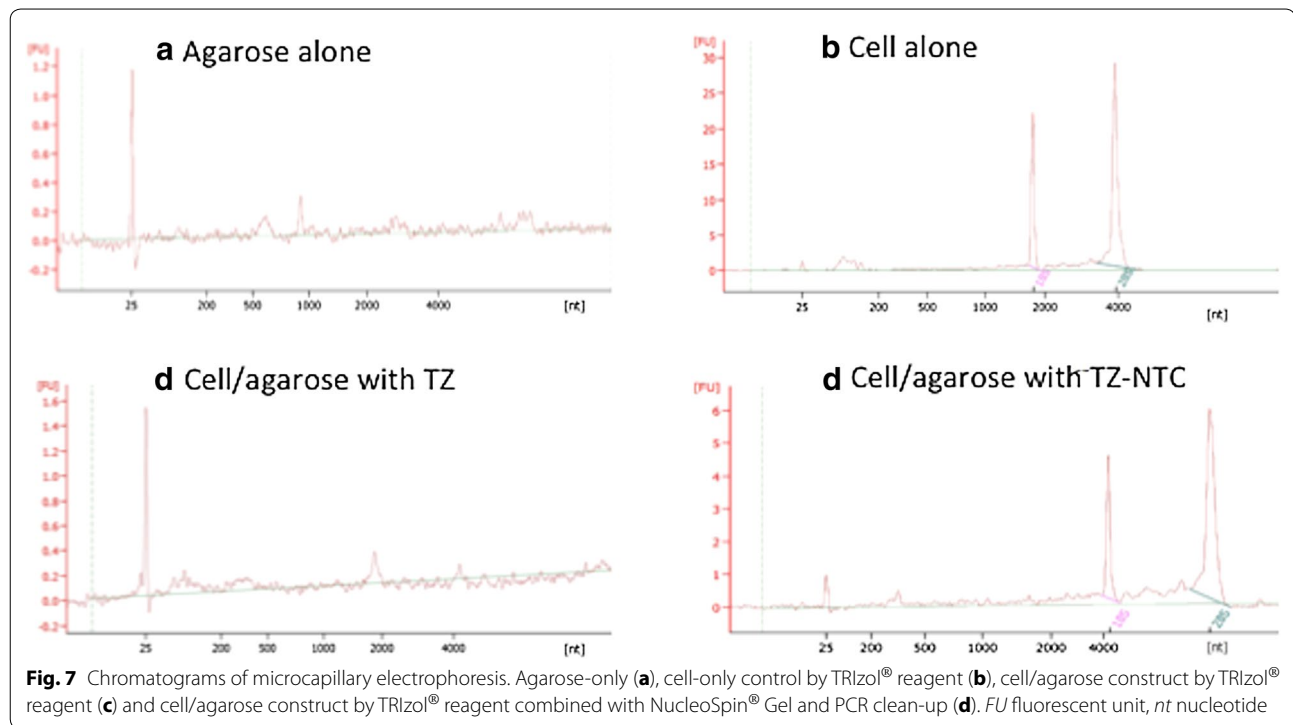 a Agarose alone
[FU]
1.2
1.0
0.8
0.6
0.4
0.2
0.0
-0.2
25 200 500 1000 2000 4000 [nt]
b Cell alone
[FU]
30
25
20
15
10
5
0
18S 28S
25 200 500 1000 2000 4000 [nt]
d Cell/agarose with TZ
[FU]
1.6
1.4
1.2
1.0
0.8
0.6
0.4
0.2
0.0
-0.2
25 200 500 1000 2000 4000 [nt]
d Cell/agarose with TZ-NTC
[FU]
6
5
4
3
2
1
0
18S 28S
25 200 500 1000 2000 4000 [nt]
Fig. 7 Chromatograms of microcapillary electrophoresis. Agarose-only (a), cell-only control by TRIzol® reagent (b), cell/agarose construct by TRIzol®
reagent (c) and cell/agarose construct by TRIzol® reagent combined with NucleoSpin® Gel and PCR clean-up (d). FU fluorescent unit, nt nucleotide